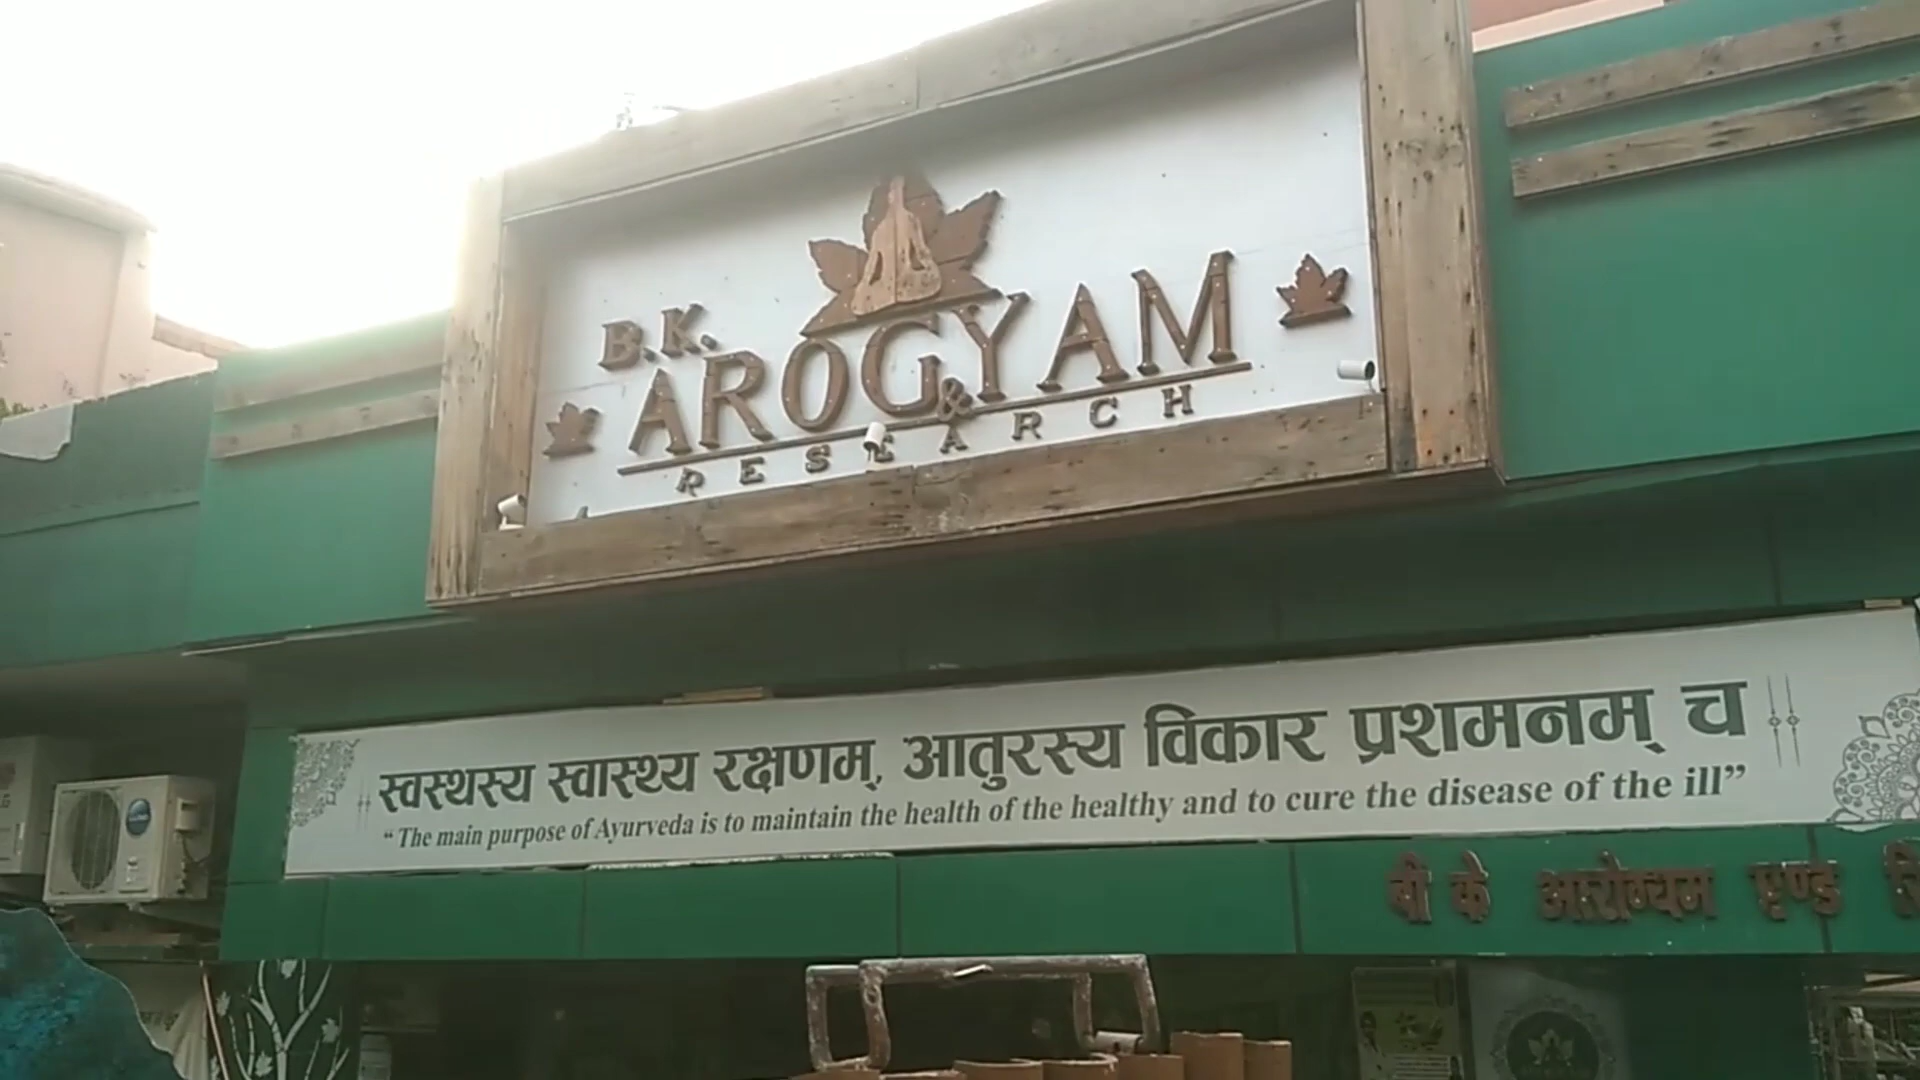 B.K.
AROGYAM
& RESEARCH
स्वस्थस्य स्वास्थ्य रक्षणम्, आतुरस्य विकार प्रशमनम् च
“The main purpose of Ayurveda is to maintain the health of the healthy and to cure the disease of the ill”
बी के आरोग्यम एण्ड